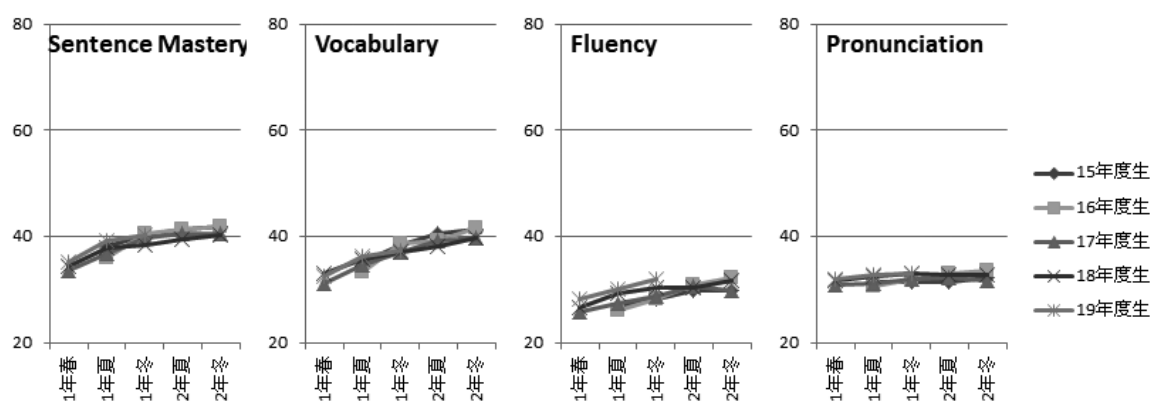 Sentence Mastery
80
60
40
20
1年春
1年夏
1年冬
2年夏
2年冬
Vocabulary
80
60
40
20
1年春
1年夏
1年冬
2年夏
2年冬
Fluency
80
60
40
20
1年春
1年夏
1年冬
2年夏
2年冬
Pronunciation
80
60
40
20
1年春
1年夏
1年冬
2年夏
2年冬
15年度生
16年度生
17年度生
18年度生
19年度生